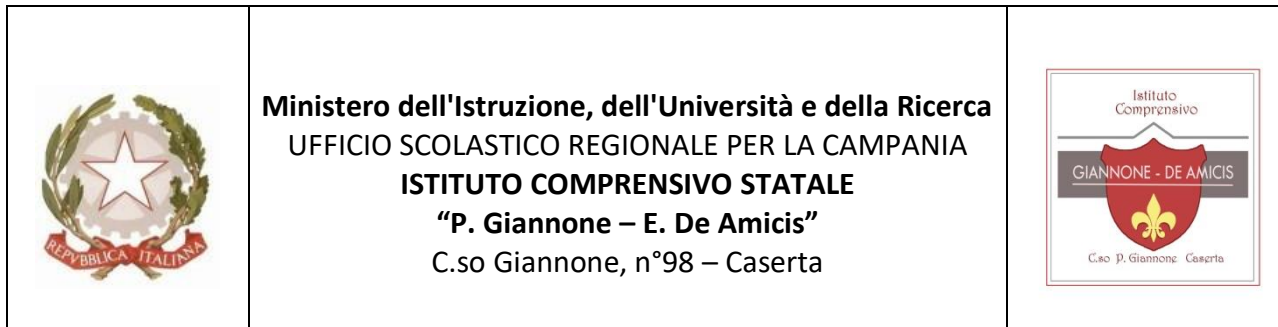 REPVBBLICA ITALIANA
Ministero dell'Istruzione, dell'Università e della Ricerca
UFFICIO SCOLASTICO REGIONALE PER LA CAMPANIA
ISTITUTO COMPRENSIVO STATALE
“P. Giannone – E. De Amicis”
C.so Giannone, n°98 – Caserta
Istituto
Comprensivo
GIANNONE - DE AMICIS
C.so P. Giannone Caserta